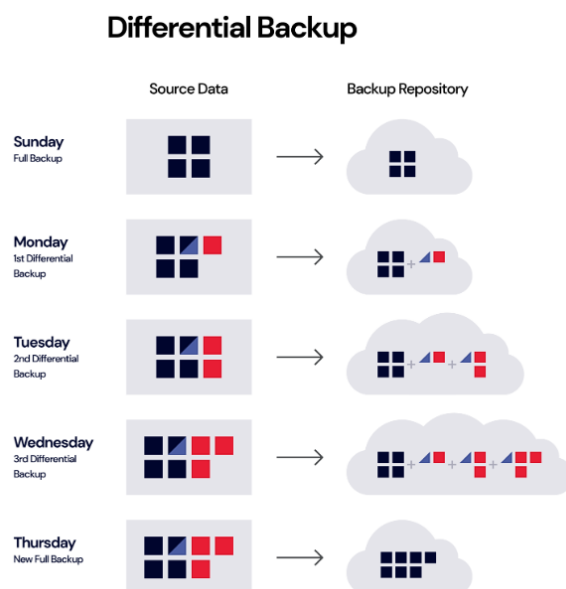 Differential Backup
Source Data
Backup Repository
Sunday
Full Backup
Monday
1st Differential
Backup
+
Tuesday
2nd Differential
Backup
+ +
Wednesday
3rd Differential
Backup
+ + +
Thursday
New Full Backup